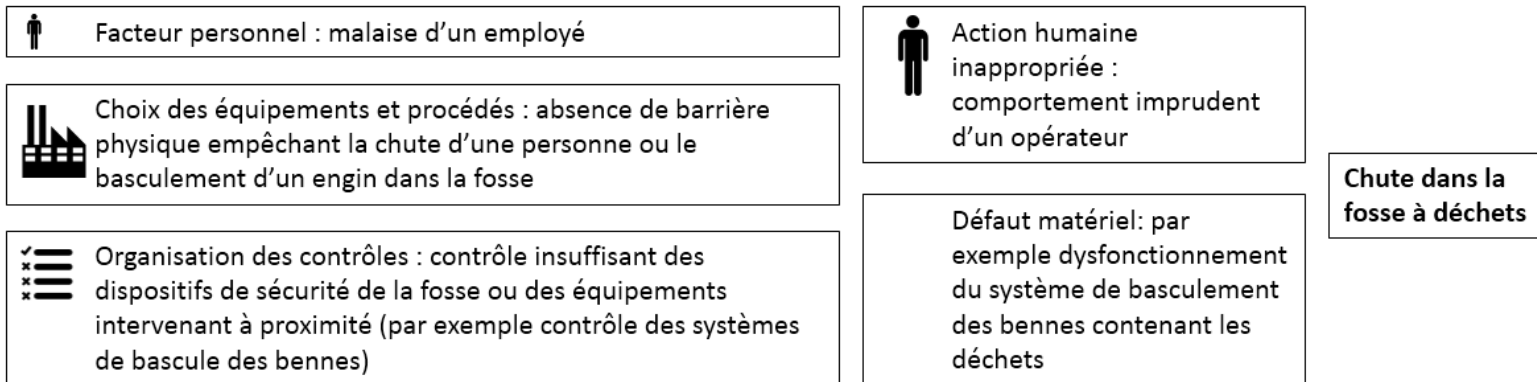 Facteur personnel : malaise d'un employé
Choix des équipements et procédés : absence de barrière
physique empêchant la chute d'une personne ou le
basculement d'un engin dans la fosse
Organisation des contrôles : contrôle insuffisant des
dispositifs de sécurité de la fosse ou des équipements
intervenant à proximité (par exemple contrôle des systèmes
de bascule des bennes)
Action humaine
inappropriée :
comportement imprudent
d'un opérateur
Défaut matériel: par
exemple dysfonctionnement
du système de basculement
des bennes contenant les
déchets
Chute dans la
fosse à déchets